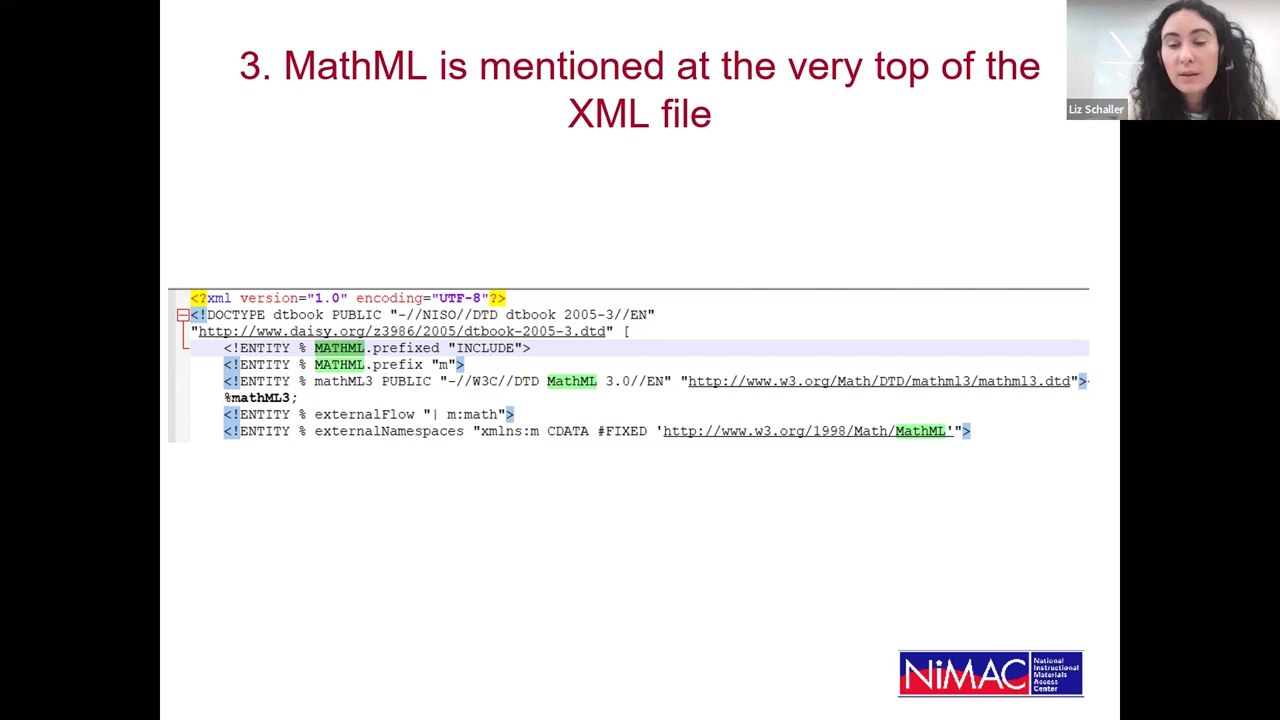 3. MathML is mentioned at the very top of the
XML file
Liz Schaller
<?xml version="1.0" encoding="UTF-8"?>
<!DOCTYPE dtbook PUBLIC "-//NISO//DTD dtbook 2005-3//EN"
"http://www.daisy.org/z3986/2005/dtbook-2005-3.dtd" [
<!ENTITY % MATHML.prefixed "INCLUDE">
<!ENTITY % MATHML.prefix "m">
<!ENTITY % mathML3 PUBLIC "-//W3C//DTD MathML 3.0//EN" "http://www.w3.org/Math/DTD/mathml3/mathml3.dtd">
%mathML3;
<!ENTITY % externalFlow "| m:math">
<!ENTITY % externalNamespaces "xmlns:m CDATA #FIXED 'http://www.w3.org/1998/Math/MathML'">
NiMAC
National
Instructional
Materials
Access
Center